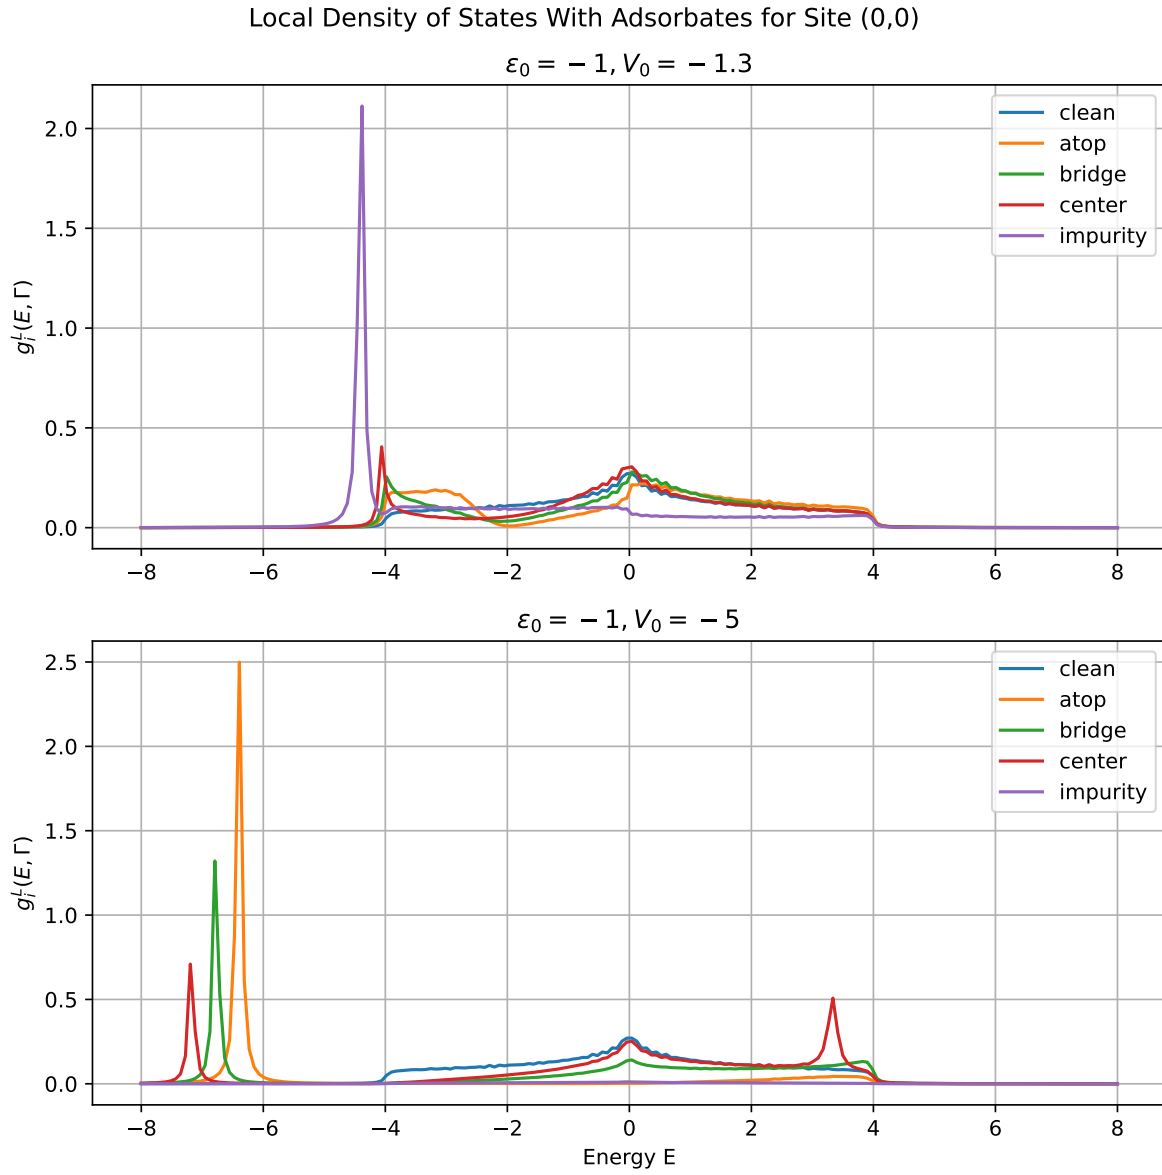 Local Density of States With Adsorbates for Site (0,0)
ε₀ = −1, V₀ = −1.3
clean
atop
bridge
center
impurity
gᵢᴸ(E, Γ)
2.0
1.5
1.0
0.5
0.0
−8 −6 −4 −2 0 2 4 6 8
ε₀ = −1, V₀ = −5
clean
atop
bridge
center
impurity
gᵢᴸ(E, Γ)
2.5
2.0
1.5
1.0
0.5
0.0
−8 −6 −4 −2 0 2 4 6 8
Energy E